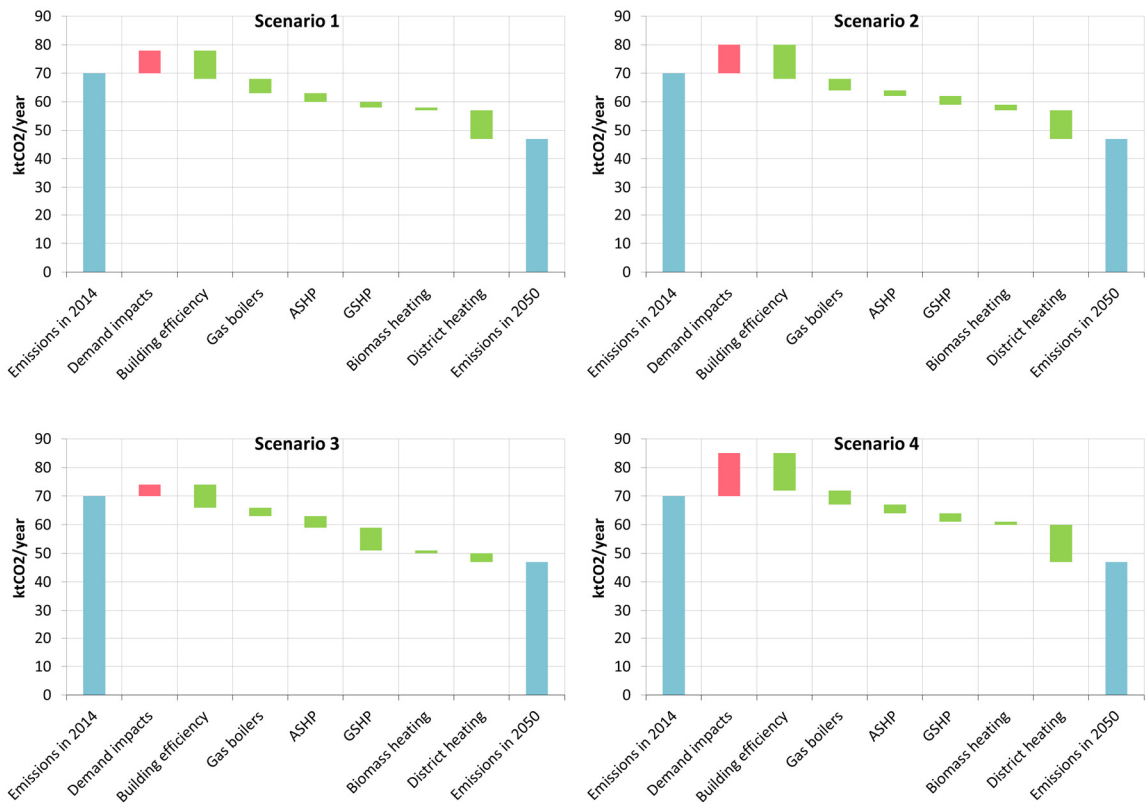 Scenario 1
ktCO2/year
90
80
70
60
50
40
30
20
10
0
Emissions in 2014
Demand impacts
Building efficiency
Gas boilers
ASHP
GSHP
Biomass heating
District heating
Emissions in 2050
Scenario 2
ktCO2/year
90
80
70
60
50
40
30
20
10
0
Emissions in 2014
Demand impacts
Building efficiency
Gas boilers
ASHP
GSHP
Biomass heating
District heating
Emissions in 2050
Scenario 3
ktCO2/year
90
80
70
60
50
40
30
20
10
0
Emissions in 2014
Demand impacts
Building efficiency
Gas boilers
ASHP
GSHP
Biomass heating
District heating
Emissions in 2050
Scenario 4
ktCO2/year
90
80
70
60
50
40
30
20
10
0
Emissions in 2014
Demand impacts
Building efficiency
Gas boilers
ASHP
GSHP
Biomass heating
District heating
Emissions in 2050